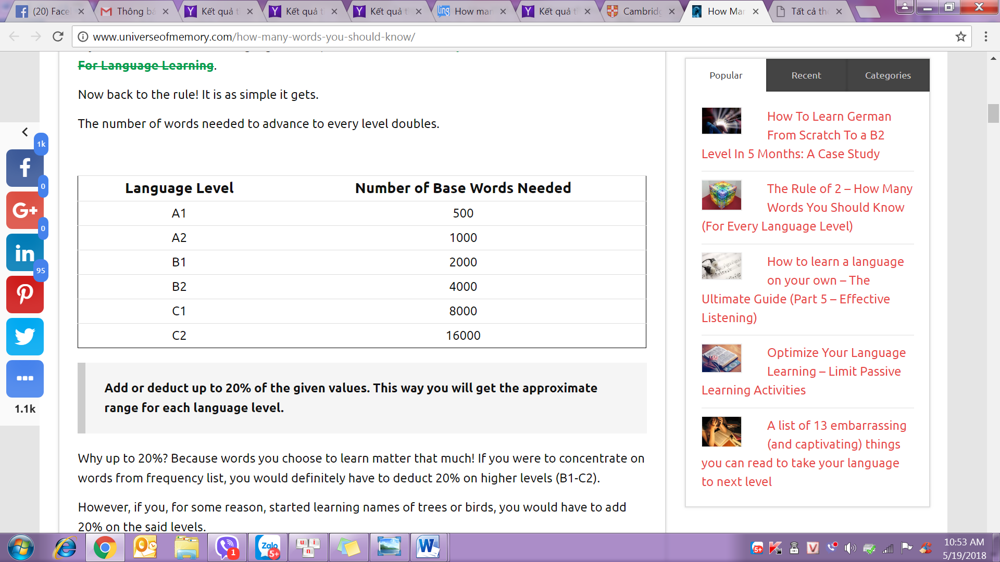 (20) Face
Thông bá
Kết quả t
Kết quả t
Kết quả t
ling
How mar
Kết quả t
Cambridg
How Mar
Tất cả th
www.universeofmemory.com/how-many-words-you-should-know/
For Language Learning.
Now back to the rule! It is as simple it gets.
The number of words needed to advance to every level doubles.
Language Level Number of Base Words Needed
A1 500
A2 1000
B1 2000
B2 4000
C1 8000
C2 16000
Add or deduct up to 20% of the given values. This way you will get the approximate
range for each language level.
Why up to 20%? Because words you choose to learn matter that much! If you were to concentrate on
words from frequency list, you would definitely have to deduct 20% on higher levels (B1-C2).
However, if you, for some reason, started learning names of trees or birds, you would have to add
20% on the said levels.
1k
0
G+
0
in
95
1.1k
Popular Recent Categories
How To Learn German
From Scratch To a B2
Level In 5 Months: A Case Study
The Rule of 2 – How Many
Words You Should Know
(For Every Language Level)
How to learn a language
on your own – The
Ultimate Guide (Part 5 – Effective
Listening)
Optimize Your Language
Learning – Limit Passive
Learning Activities
A list of 13 embarrassing
(and captivating) things
you can read to take your language
to next level
1
Zalo
5+
u i
n
W
5+
10:53 AM
5/19/2018